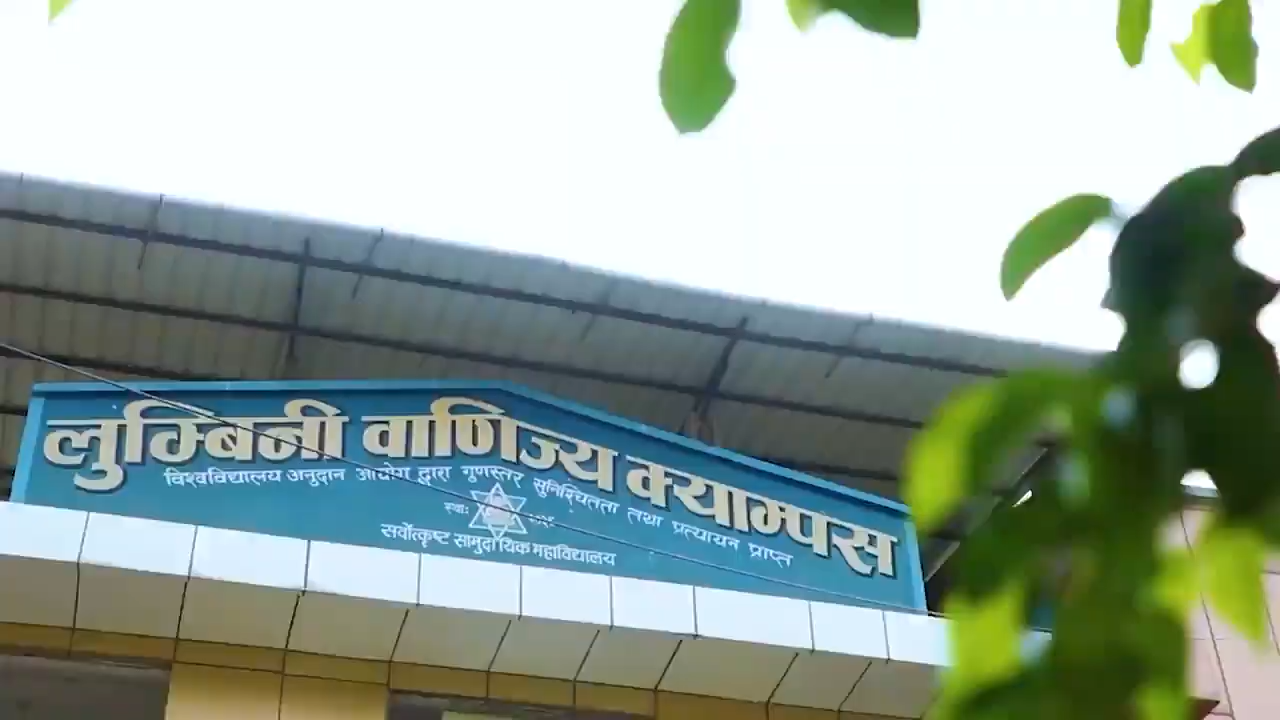 लुम्बिनी वाणिज्य क्याम्पस
विश्वविद्यालय अनुदान आयोग द्वारा गुणस्तर सुनिश्चितता तथा प्रत्यायन प्राप्त
स्थाः
सर्वोत्कृष्ट सामुदायिक महाविद्यालय